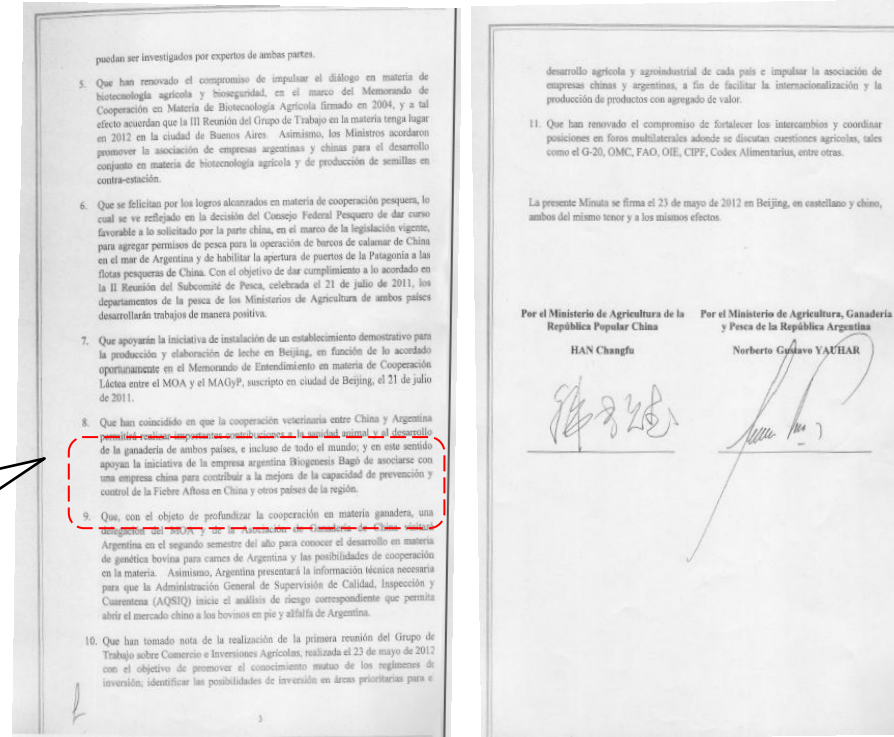 puedan ser investigados por expertos de ambas partes.
5. Que han renovado el compromiso de impulsar el diálogo en materia de
biotecnología agrícola y bioseguridad, en el marco del Memorando de
Cooperación en Materia de Biotecnología Agrícola firmado en 2004, y a tal
efecto acuerdan que la III Reunión del Grupo de Trabajo en la materia tenga lugar
en 2012 en la ciudad de Buenos Aires. Asimismo, los Ministros acordaron
promover la asociación de empresas argentinas y chinas para el desarrollo
conjunto en materia de biotecnología agrícola y de producción de semillas en
contra-estación.
6. Que se felicitan por los logros alcanzados en materia de cooperación pesquera, lo
cual se ve reflejado en la decisión del Consejo Federal Pesquero de dar curso
favorable a lo solicitado por la parte china, en el marco de la legislación vigente,
para agregar permisos de pesca para la operación de barcos de calamar de China
en el mar de Argentina y de habilitar la apertura de puertos de la Patagonia a las
flotas pesqueras de China. Con el objetivo de dar cumplimiento a lo acordado en
la II Reunión del Subcomité de Pesca, celebrada el 21 de julio de 2011, los
departamentos de la pesca de los Ministerios de Agricultura de ambos países
desarrollarán trabajos de manera positiva.
7. Que apoyarán la iniciativa de instalación de un establecimiento demostrativo para
la producción y elaboración de leche en Beijing, en función de lo acordado
oportunamente en el Memorando de Entendimiento en materia de Cooperación
Láctea entre el MOA y el MAGyP, suscripto en ciudad de Beijing, el 21 de julio
de 2011.
8. Que han coincidido en que la cooperación veterinaria entre China y Argentina
permitirá realizar importantes contribuciones a la sanidad animal y al desarrollo
de la ganadería de ambos países, e incluso de todo el mundo; y en este sentido
apoyan la iniciativa de la empresa argentina Biogenesis Bagó de asociarse con
una empresa china para contribuir a la mejora de la capacidad de prevención y
control de la Fiebre Aftosa en China y otros países de la región.
9. Que, con el objeto de profundizar la cooperación en materia ganadera, una
delegación del MOA y de la Asociación de Ganadería de China visitará
Argentina en el segundo semestre del año para conocer el desarrollo en materia
de genética bovina para carnes de Argentina y las posibilidades de cooperación
en la materia. Asimismo, Argentina presentará la información técnica necesaria
para que la Administración General de Supervisión de Calidad, Inspección y
Cuarentena (AQSIQ) inicie el análisis de riesgo correspondiente que permita
abrir el mercado chino a los bovinos en pie y alfalfa de Argentina.
10. Que han tomado nota de la realización de la primera reunión del Grupo de
Trabajo sobre Comercio e Inversiones Agrícolas, realizada el 23 de mayo de 2012
con el objetivo de promover el conocimiento mutuo de los regímenes de
inversión; identificar las posibilidades de inversión en áreas prioritarias para e
3
desarrollo agrícola y agroindustrial de cada país e impulsar la asociación de
empresas chinas y argentinas, a fin de facilitar la internacionalización y la
producción de productos con agregado de valor.
11. Que han renovado el compromiso de fortalecer los intercambios y coordinar
posiciones en foros multilaterales adonde se discutan cuestiones agrícolas, tales
como el G-20, OMC, FAO, OIE, CIPF, Codex Alimentarius, entre otras.
La presente Minuta se firma el 23 de mayo de 2012 en Beijing, en castellano y chino,
ambos del mismo tenor y a los mismos efectos.
Por el Ministerio de Agricultura de la
República Popular China
HAN Changfu
Por el Ministerio de Agricultura, Ganadería
y Pesca de la República Argentina
Norberto Gustavo YAUHAR